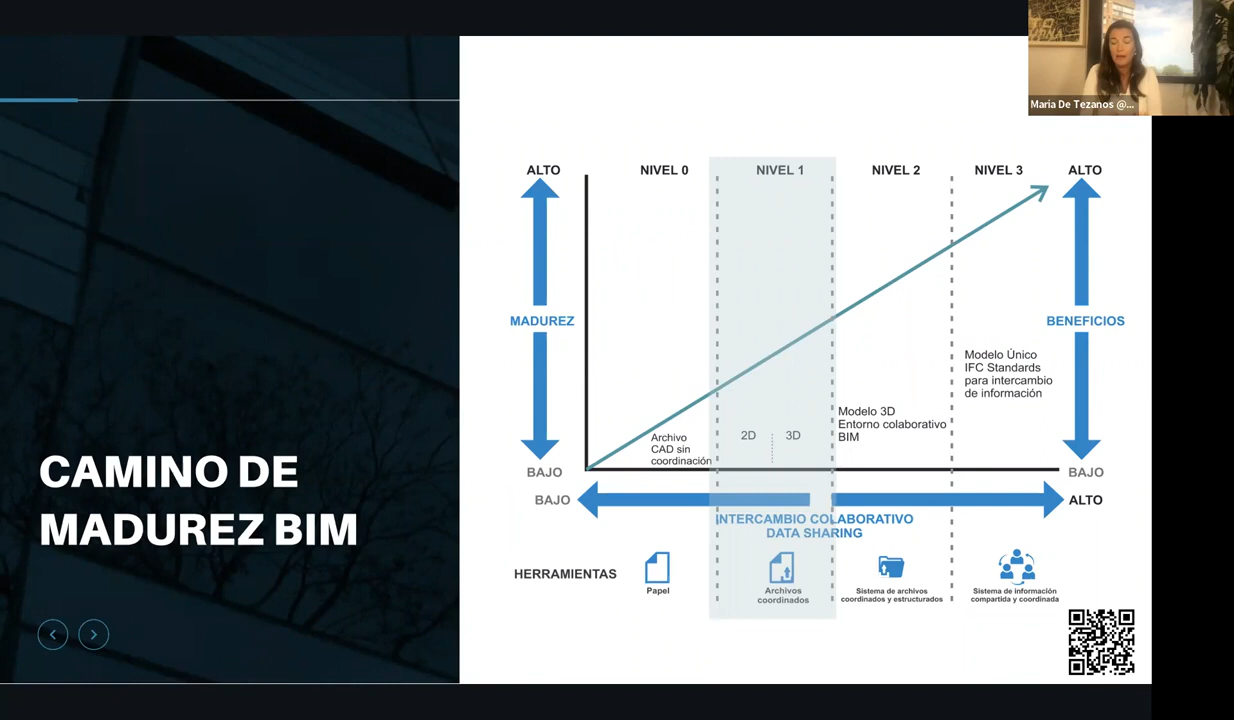 Maria De Tezanos @...
CAMINO DE
MADUREZ BIM
ALTO
NIVEL 0
NIVEL 1
NIVEL 2
NIVEL 3
ALTO
MADUREZ
BENEFICIOS
Archivo
CAD sin
coordinación
2D
3D
Modelo 3D
Entorno colaborativo
BIM
Modelo Único
IFC Standards
para intercambio
de información
BAJO
BAJO
BAJO
ALTO
INTERCAMBIO COLABORATIVO
DATA SHARING
HERRAMIENTAS
Papel
Archivos
coordinados
Sistema de archivos
coordinados y estructurados
Sistema de información
compartida y coordinada